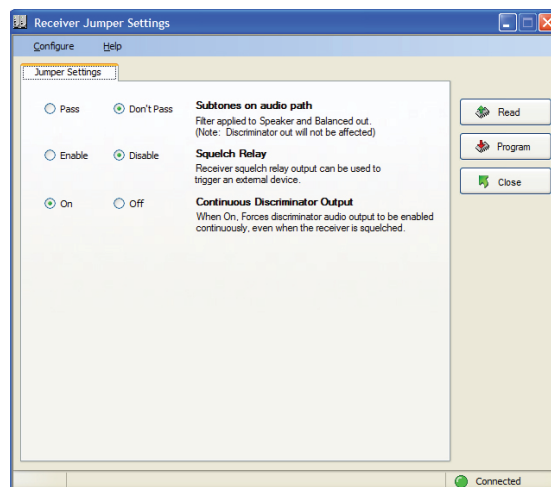 Receiver Jumper Settings
Configure Help
Jumper Settings
Pass Don't Pass Subtones on audio path
Filter applied to Speaker and Balanced out.
(Note: Discriminator out will not be affected)
Enable Disable Squelch Relay
Receiver squelch relay output can be used to
trigger an external device.
On Off Continuous Discriminator Output
When On, Forces discriminator audio output to be enabled
continuously, even when the receiver is squelched.
Read
Program
Close
Connected